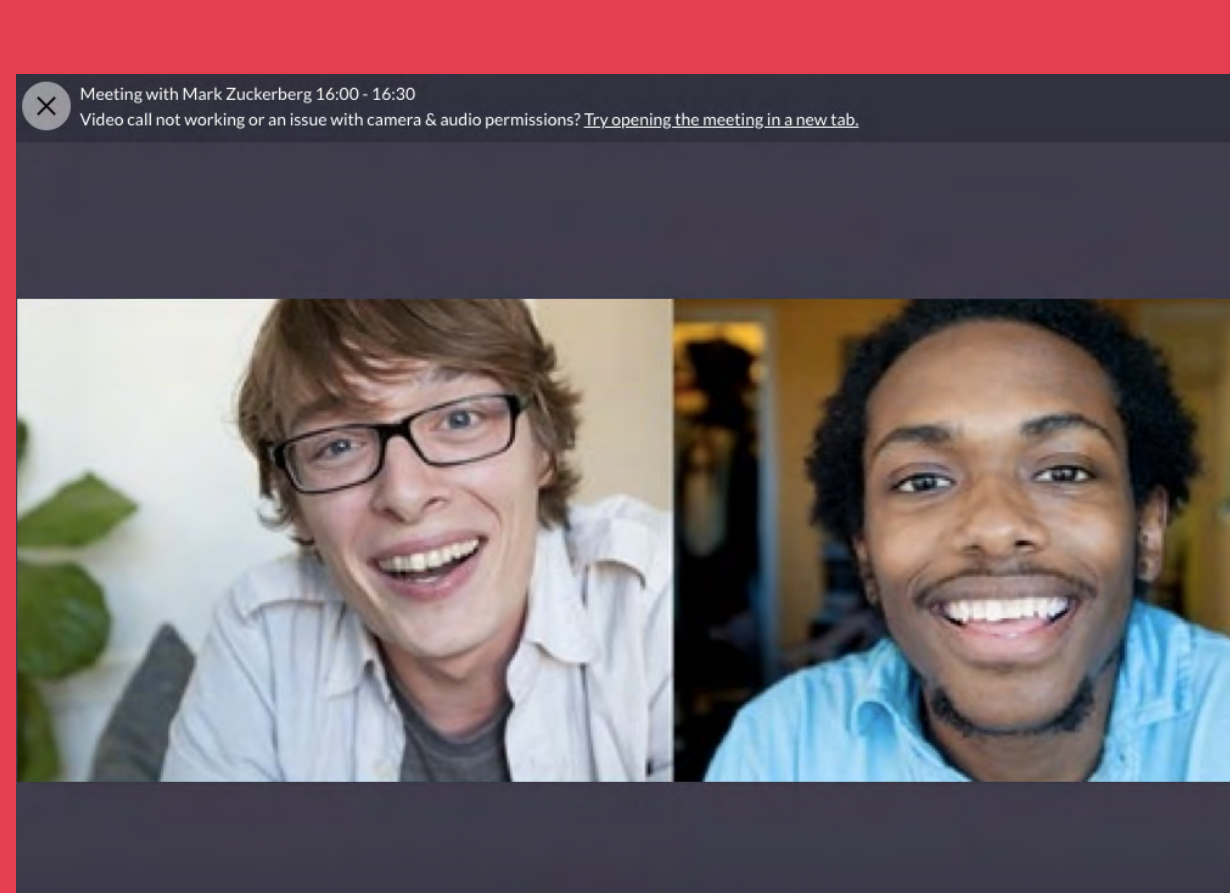 Meeting with Mark Zuckerberg 16:00 - 16:30
Video call not working or an issue with camera & audio permissions? Try opening the meeting in a new tab.